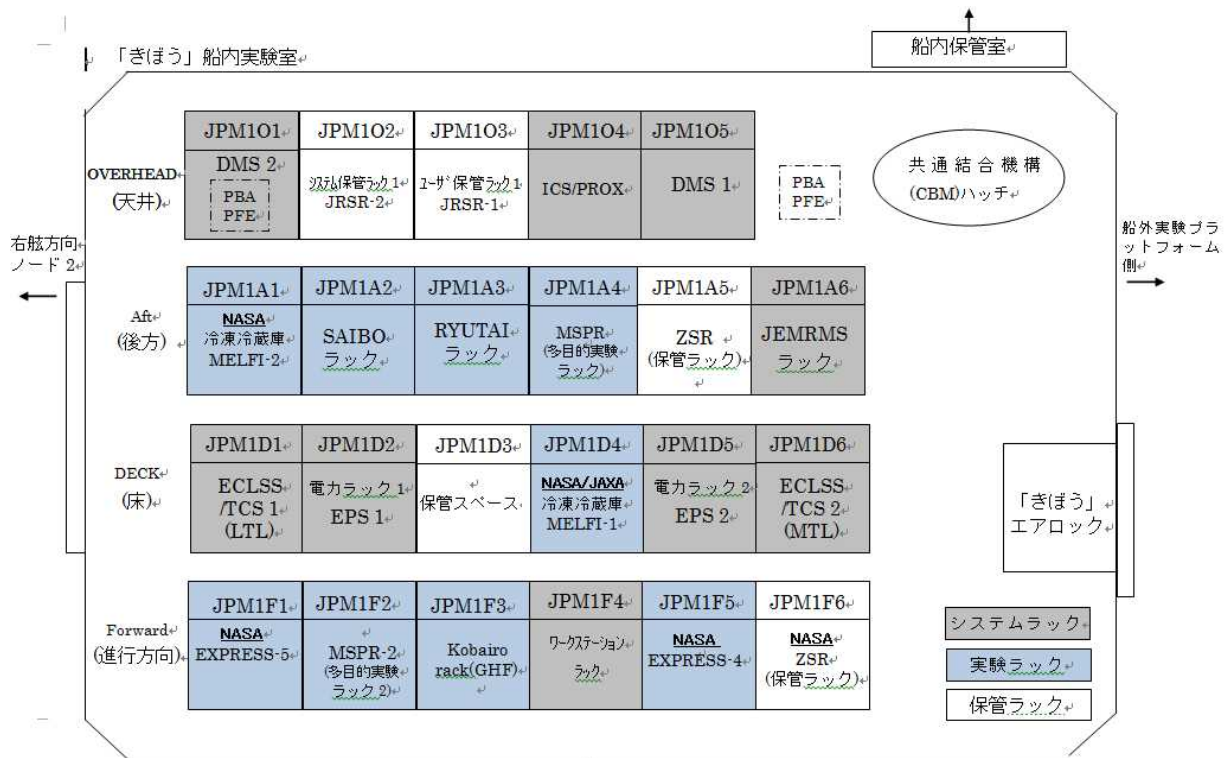 船内保管室
「きぼう」船内実験室
OVERHEAD
(天井)
JPM1O1
DMS 2
PBA
PFE
JPM1O2
システム保管ラック1
JRSR-2
JPM1O3
ユーザ保管ラック1
JRSR-1
JPM1O4
ICS/PROX
JPM1O5
DMS 1
PBA
PFE
共通結合機構
(CBM)ハッチ
右舷方向
ノード 2
船外実験プラ
ットフォーム
側
Aft
(後方)
JPM1A1
NASA
冷凍冷蔵庫
MELFI-2
JPM1A2
SAIBO
ラック
JPM1A3
RYUTAI
ラック
JPM1A4
MSPR
(多目的実験
ラック)
JPM1A5
ZSR
(保管ラック)
JPM1A6
JEMRMS
ラック
DECK
(床)
JPM1D1
ECLSS
/TCS 1
(LTL)
JPM1D2
電力ラック 1
EPS 1
JPM1D3
保管スペース
JPM1D4
NASA/JAXA
冷凍冷蔵庫
MELFI-1
JPM1D5
電力ラック 2
EPS 2
JPM1D6
ECLSS
/TCS 2
(MTL)
「きぼう」
エアロック
Forward
(進行方向)
JPM1F1
NASA
EXPRESS-5
JPM1F2
MSPR-2
(多目的実験
ラック 2)
JPM1F3
Kobairo
rack(GHF)
JPM1F4
ワークステーション
ラック
JPM1F5
NASA
EXPRESS-4
JPM1F6
NASA
ZSR
(保管ラック)
システムラック
実験ラック
保管ラック